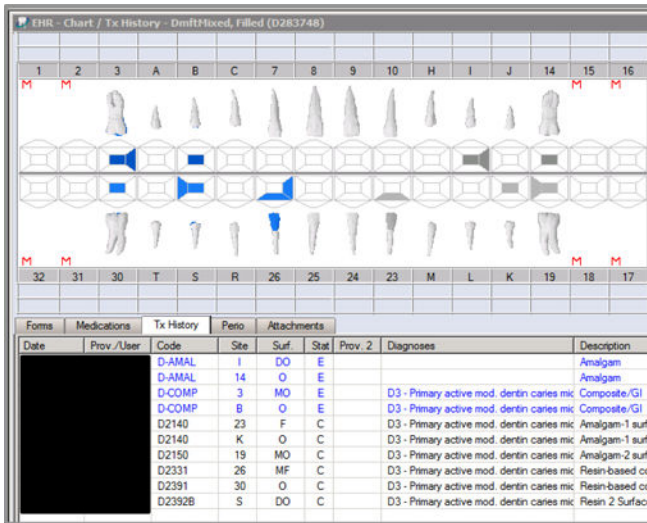 EHR - Chart / Tx History - DmftMixed, Filled (D283748)
1 2 3 A B C 7 8 9 10 H I J 14 15 16
M M M M
M M M M
32 31 30 T S R 26 25 24 23 M L K 19 18 17
Forms Medications Tx History Perio Attachments
Date Prov./User Code Site Surf. Stat Prov. 2 Diagnoses Description
D-AMAL I DO E Amalgam
D-AMAL 14 O E Amalgam
D-COMP 3 MO E D3 - Primary active mod. dentin caries mic Composite/GI
D-COMP B O E D3 - Primary active mod. dentin caries mic Composite/GI
D2140 23 F C D3 - Primary active mod. dentin caries mic Amalgam-1 surf
D2140 K O C D3 - Primary active mod. dentin caries mic Amalgam-1 surf
D2150 19 MO C D3 - Primary active mod. dentin caries mic Amalgam-2 surf
D2331 26 MF C D3 - Primary active mod. dentin caries mic Resin-based co
D2391 30 O C D3 - Primary active mod. dentin caries mic Resin-based co
D2392B S DO C D3 - Primary active mod. dentin caries mic Resin 2 Surface